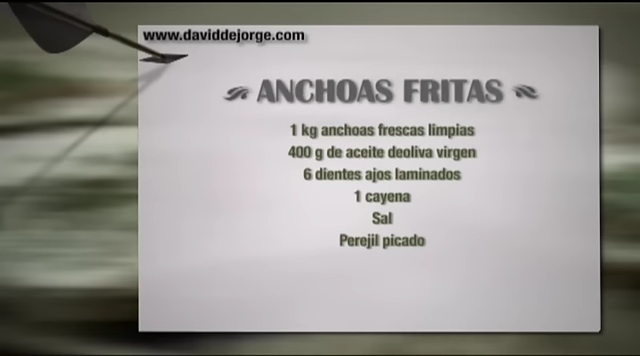 www.daviddejorge.com
ANCHOAS FRITAS
1 kg anchoas frescas limpias
400 g de aceite deoliva virgen
6 dientes ajos laminados
1 cayena
Sal
Perejil picado